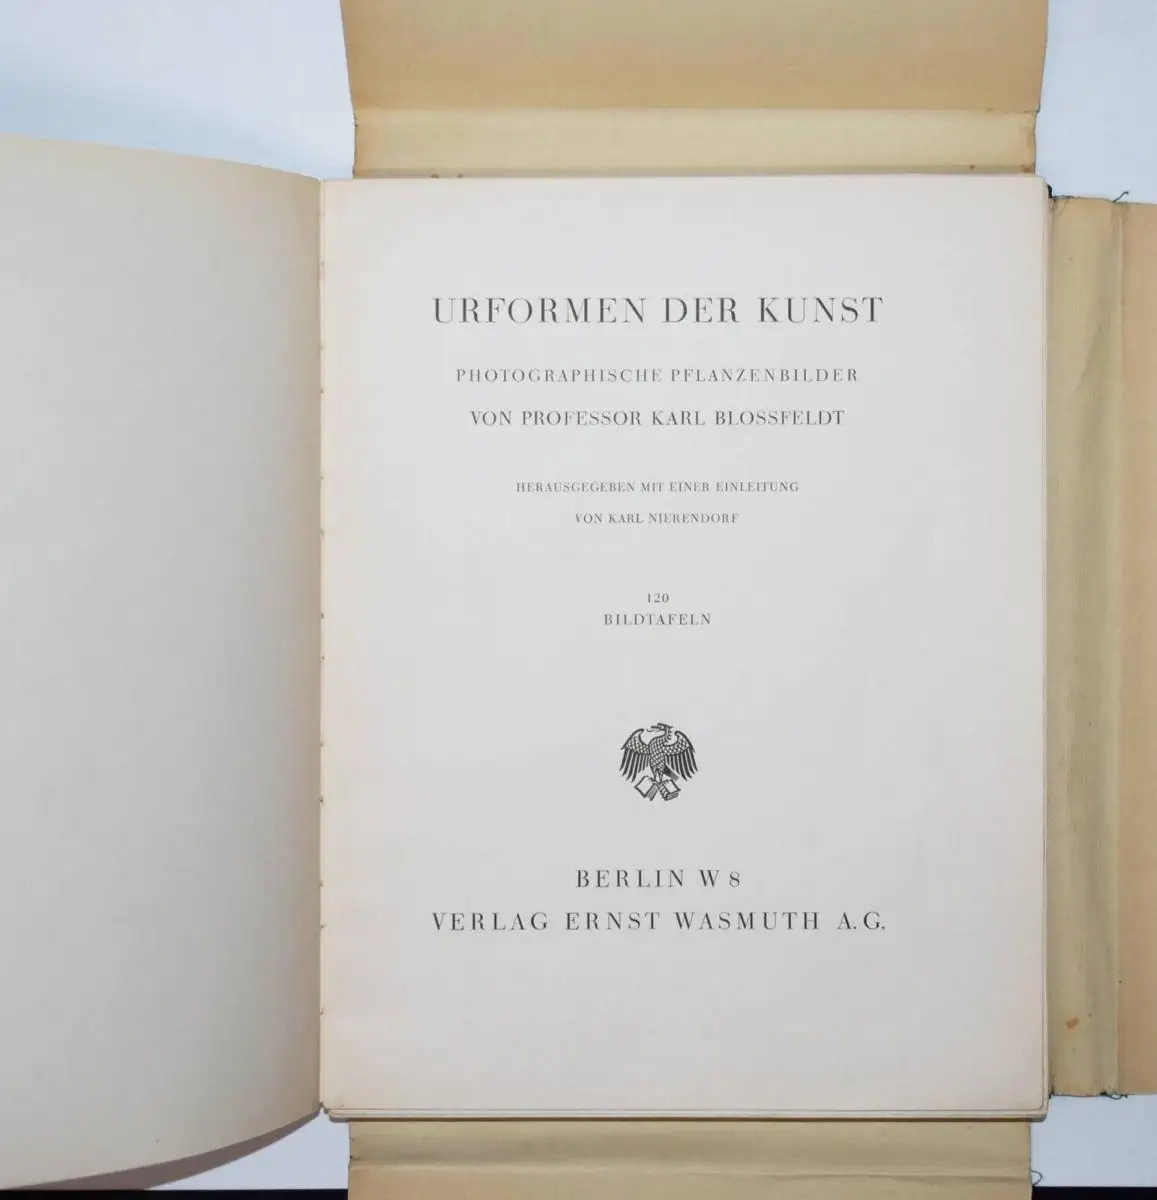 URFORMEN DER KUNST
PHOTOGRAPHISCHE PFLANZENBILDER
VON PROFESSOR KARL BLOSSFELDT
HERAUSGEGEBEN MIT EINER EINLEITUNG
VON KARL NIERENDORF
120
BILDTAFELN
BERLIN W 8
VERLAG ERNST WASMUTH A.G.